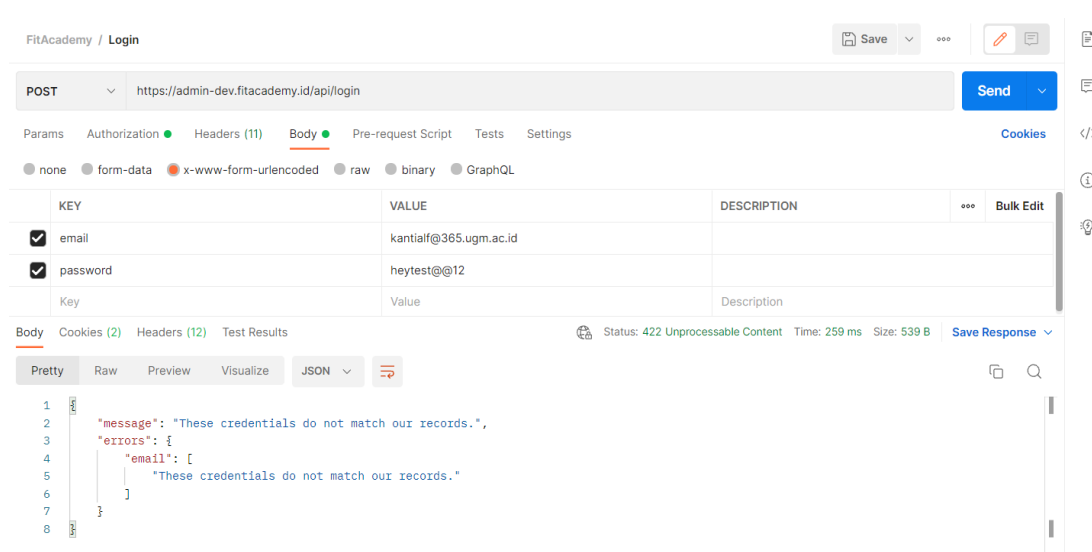 FitAcademy / Login
Save
POST
https://admin-dev.fitacademy.id/api/login
Send
Params Authorization Headers (11) Body Pre-request Script Tests Settings Cookies
none form-data x-www-form-urlencoded raw binary GraphQL
KEY VALUE DESCRIPTION Bulk Edit
email kantialf@365.ugm.ac.id
password heytest@@12
Key Value Description
Body Cookies (2) Headers (12) Test Results Status: 422 Unprocessable Content Time: 259 ms Size: 539 B Save Response
Pretty Raw Preview Visualize JSON
1 {
2 "message": "These credentials do not match our records.",
3 "errors": {
4 "email": [
5 "These credentials do not match our records."
6 ]
7 }
8 }